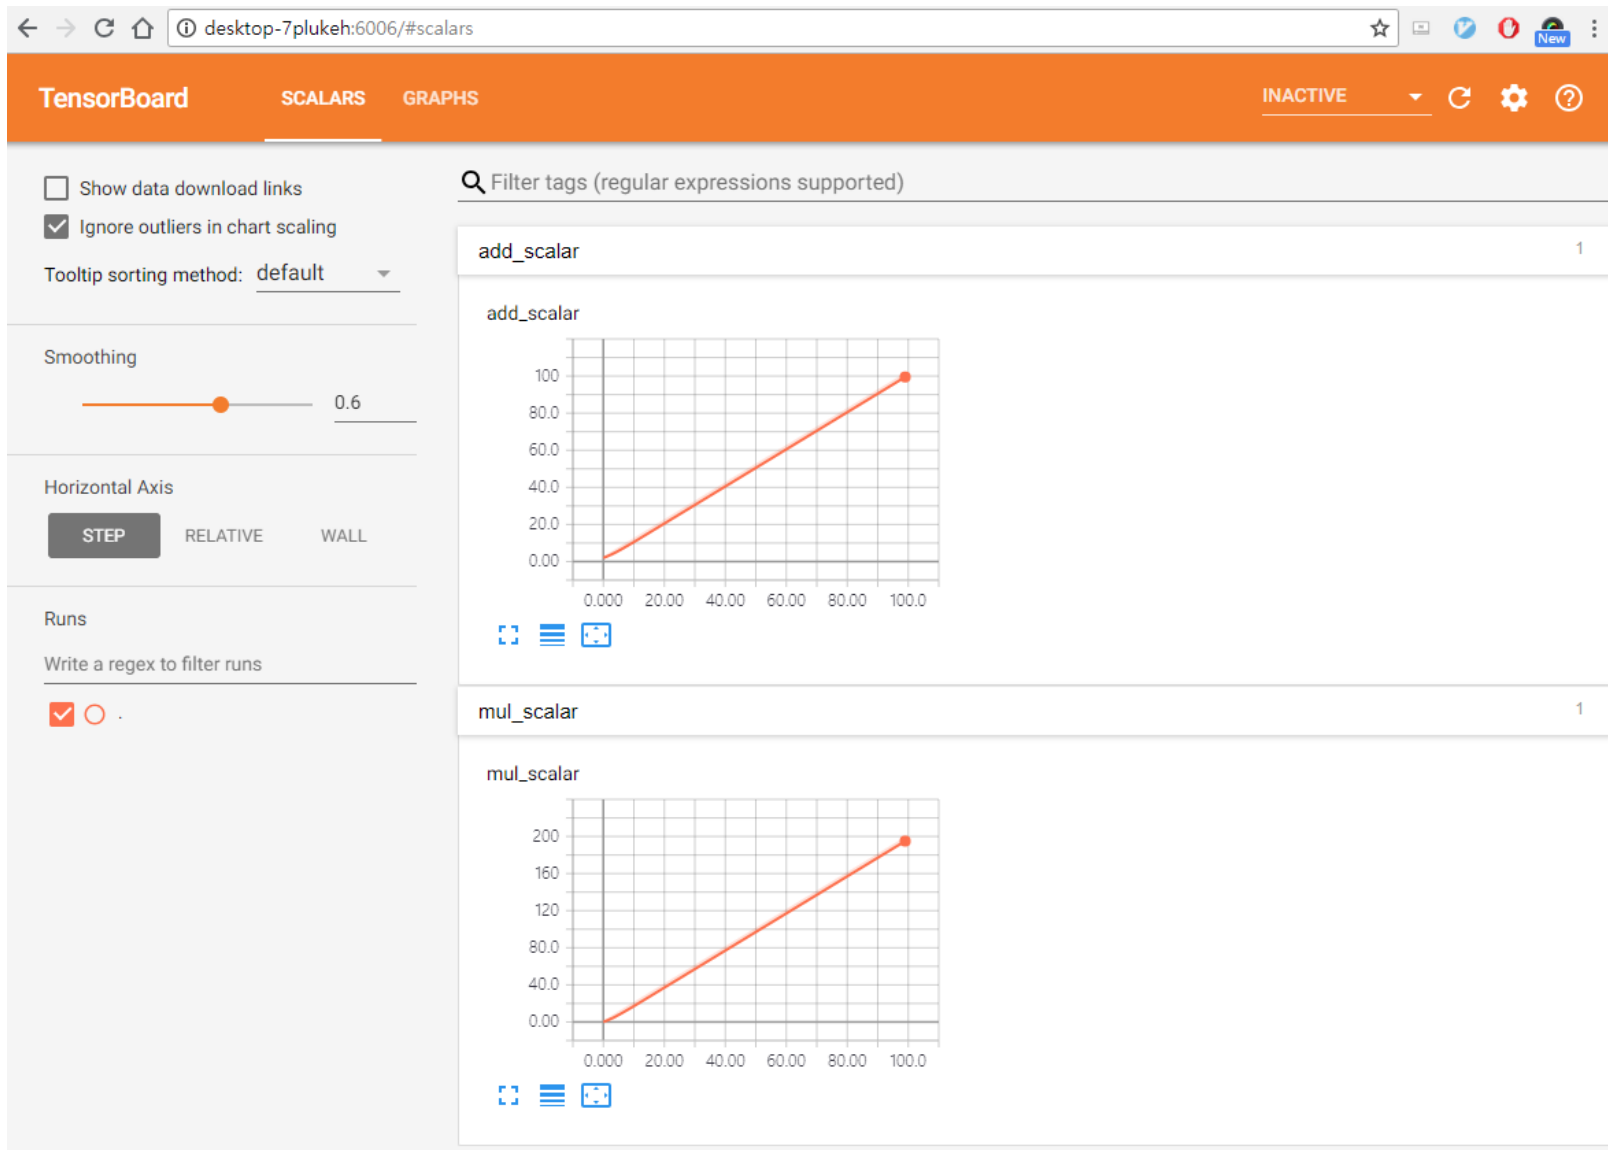 desktop-7plukeh:6006/#scalars
New
TensorBoard SCALARS GRAPHS INACTIVE
Show data download links
Ignore outliers in chart scaling
Tooltip sorting method: default
Smoothing
0.6
Horizontal Axis
STEP RELATIVE WALL
Runs
Write a regex to filter runs
.
Filter tags (regular expressions supported)
add_scalar 1
add_scalar
100
80.0
60.0
40.0
20.0
0.00
0.000 20.00 40.00 60.00 80.00 100.0
mul_scalar 1
mul_scalar
200
160
120
80.0
40.0
0.00
0.000 20.00 40.00 60.00 80.00 100.0